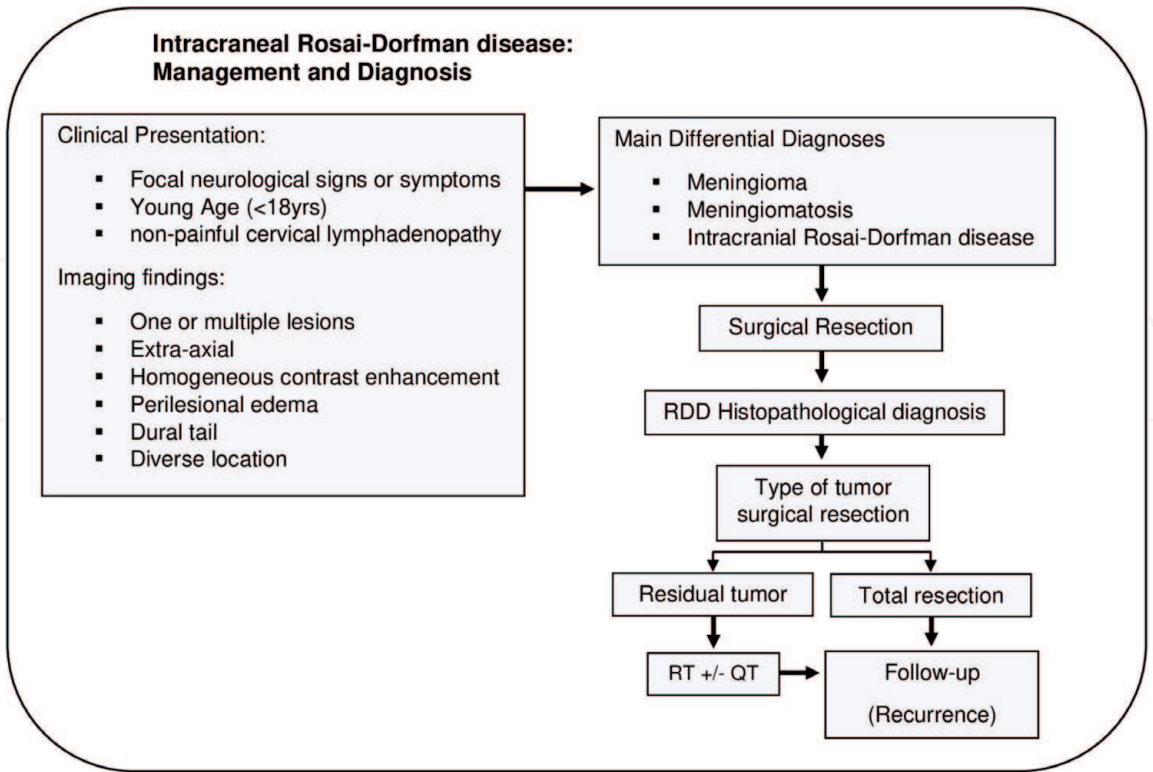 Intracraneal Rosai-Dorfman disease:
Management and Diagnosis
Clinical Presentation:
▪ Focal neurological signs or symptoms
▪ Young Age (<18yrs)
▪ non-painful cervical lymphadenopathy
Imaging findings:
▪ One or multiple lesions
▪ Extra-axial
▪ Homogeneous contrast enhancement
▪ Perilesional edema
▪ Dural tail
▪ Diverse location
Main Differential Diagnoses
▪ Meningioma
▪ Meningiomatosis
▪ Intracranial Rosai-Dorfman disease
Surgical Resection
RDD Histopathological diagnosis
Type of tumor
surgical resection
Residual tumor
Total resection
RT +/- QT
Follow-up
(Recurrence)